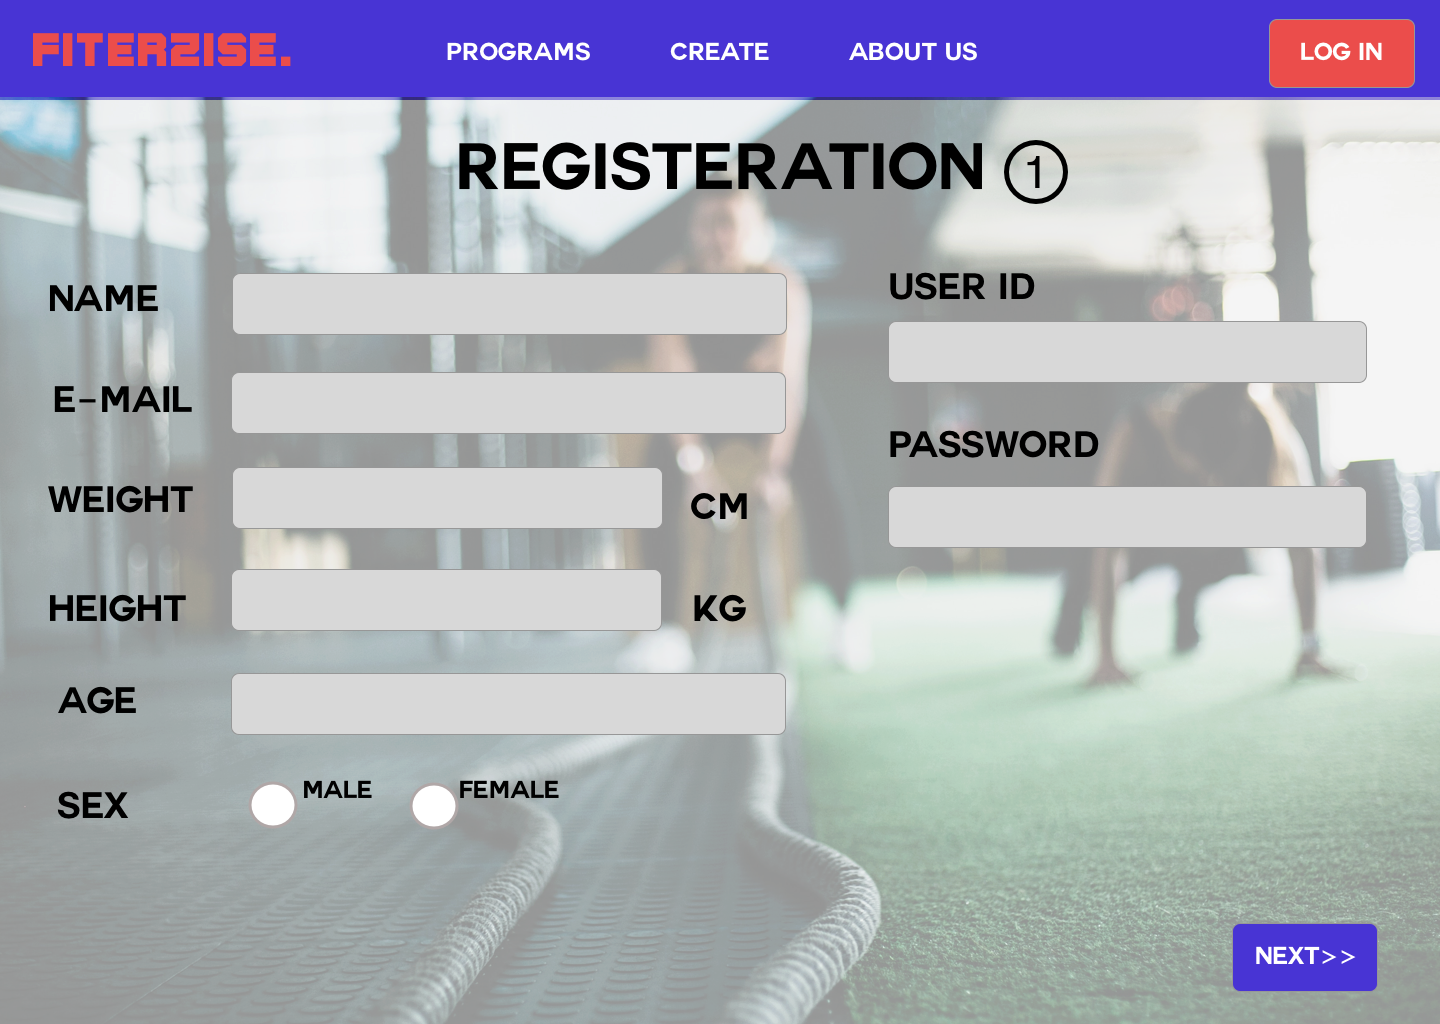 FITERZISE.
PROGRAMS
CREATE
ABOUT US
LOG IN
REGISTERATION 1
NAME
E-MAIL
WEIGHT
CM
HEIGHT
KG
AGE
SEX
MALE
FEMALE
USER ID
PASSWORD
NEXT>>